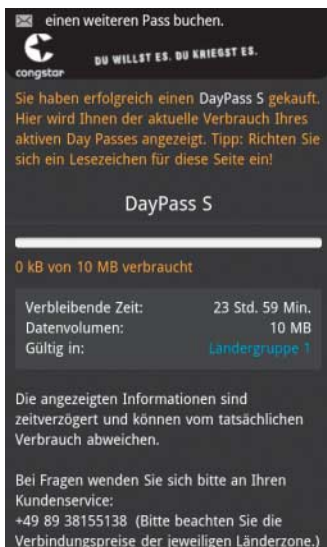 einen weiteren Pass buchen.
congstar
DU WILLST ES. DU KRIEGST ES.
Sie haben erfolgreich einen DayPass S gekauft.
Hier wird Ihnen der aktuelle Verbrauch Ihres
aktiven Day Passes angezeigt. Tipp: Richten Sie
sich ein Lesezeichen für diese Seite ein!
DayPass S
0 kB von 10 MB verbraucht
Verbleibende Zeit: 23 Std. 59 Min.
Datenvolumen: 10 MB
Gültig in: Ländergruppe 1
Die angezeigten Informationen sind
zeitverzögert und können vom tatsächlichen
Verbrauch abweichen.
Bei Fragen wenden Sie sich bitte an Ihren
Kundenservice:
+49 89 38155138 (Bitte beachten Sie die
Verbindungspreise der jeweiligen Länderzone.)